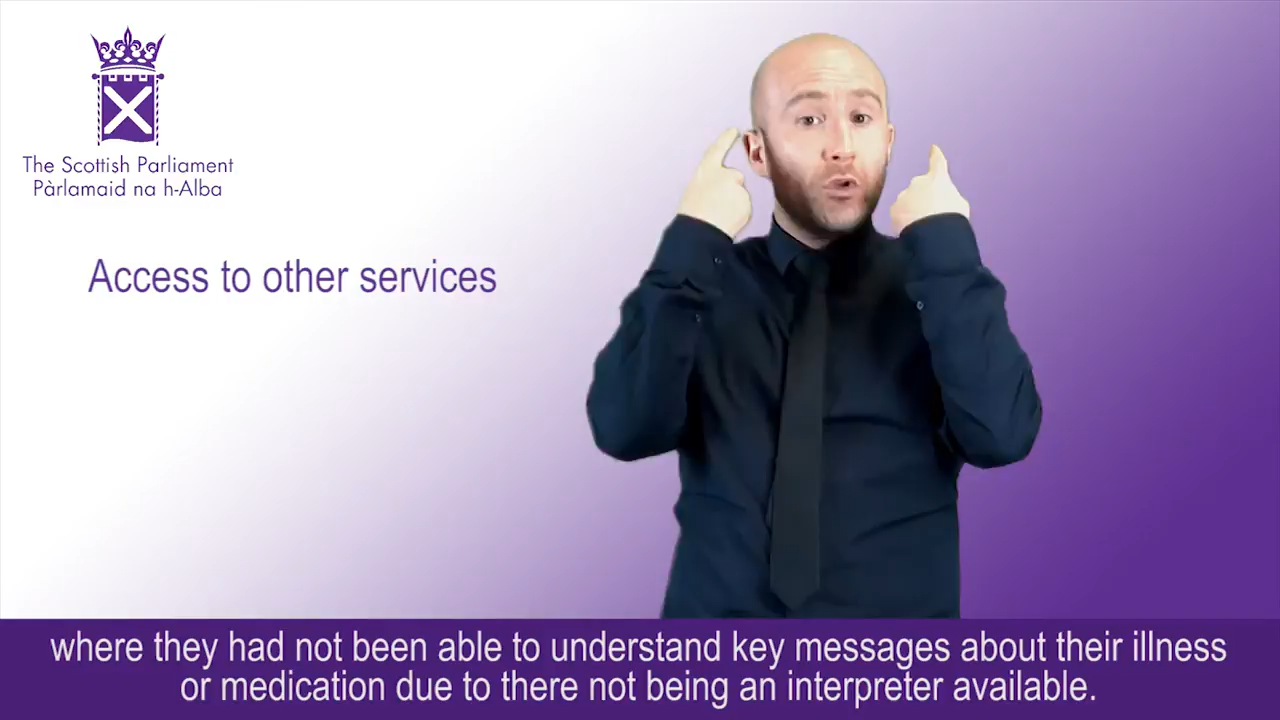 The Scottish Parliament
Pàrlamaid na h-Alba
Access to other services
where they had not been able to understand key messages about their illness
or medication due to there not being an interpreter available.